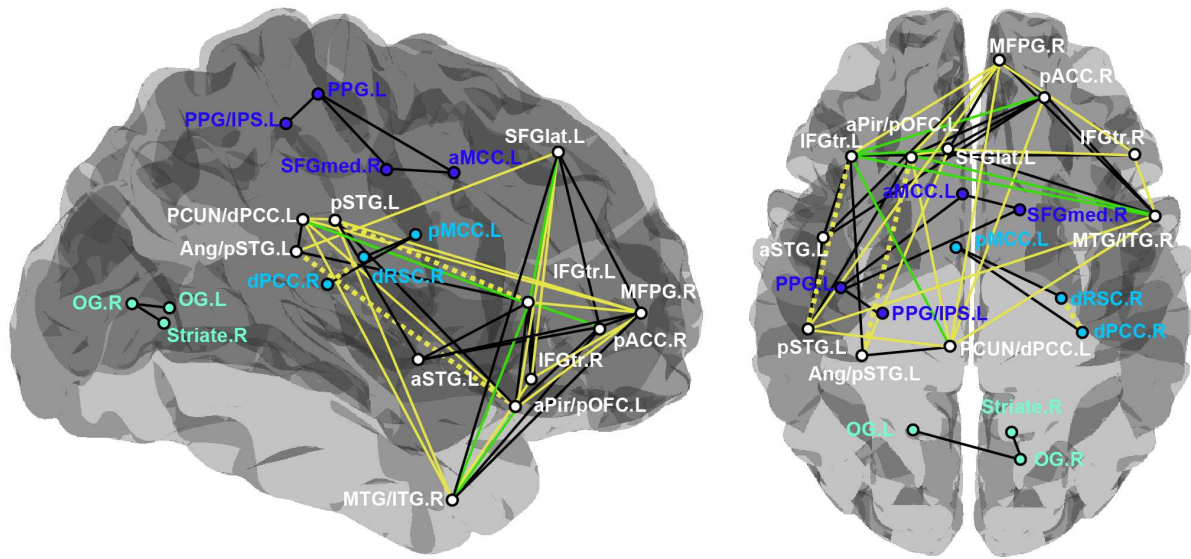 PPG.L
PPG/IPS.L
SFGmed.R
aMCC.L
SFGlat.L
PCUN/dPCC.L
pSTG.L
Ang/pSTG.L
pMCC.L
dPCC.R
dRSC.R
OG.R
OG.L
Striate.R
IFGtr.L
MFPG.R
pACC.R
IFGtr.R
aSTG.L
aPir/pOFC.L
MTG/ITG.R
MFPG.R
pACC.R
aPir/pOFC.L
IFGtr.L
IFGtr.R
SFGlat.L
aMCC.L
SFGmed.R
pMCC.L
MTG/ITG.R
aSTG.L
PPG.L
PPG/IPS.L
dRSC.R
dPCC.R
pSTG.L
PCUN/dPCC.L
Ang/pSTG.L
Striate.R
OG.L
OG.R